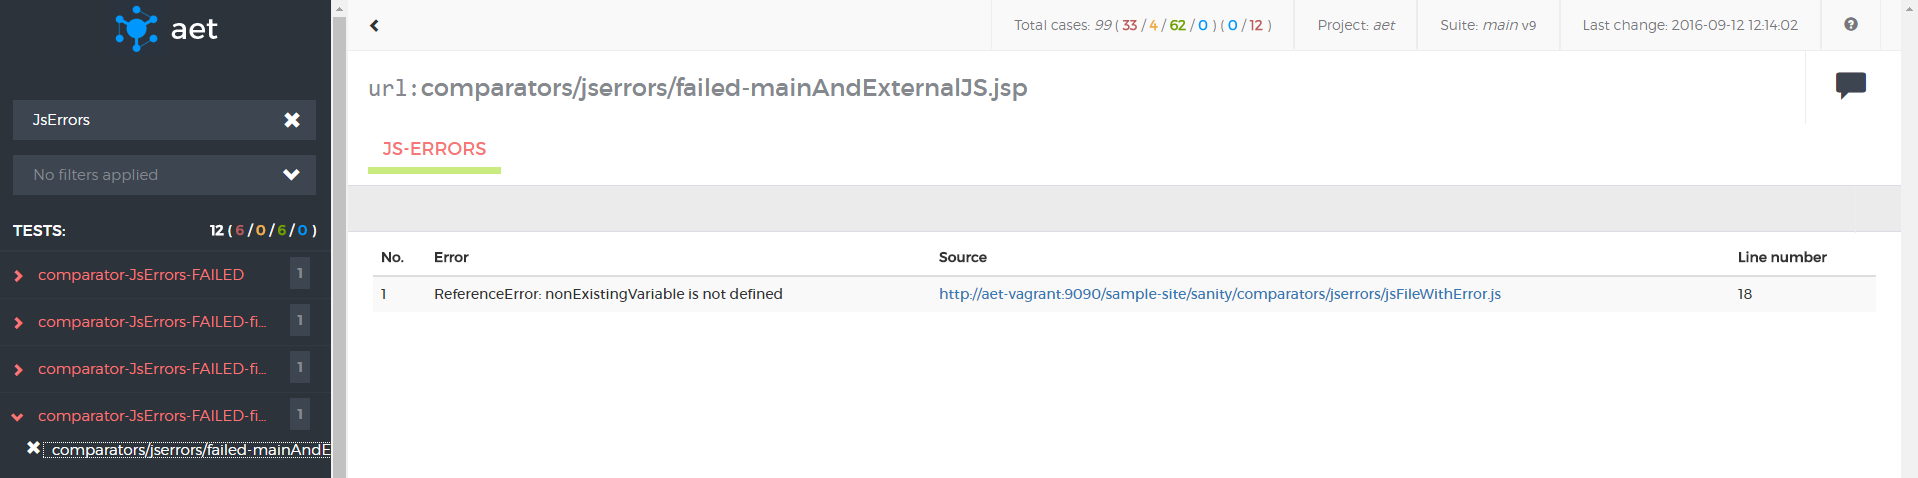 aet
JsErrors
No filters applied
TESTS: 12 ( 6 / 0 / 6 / 0 )
comparator-JsErrors-FAILED 1
comparator-JsErrors-FAILED-fi... 1
comparator-JsErrors-FAILED-fi... 1
comparator-JsErrors-FAILED-fi... 1
comparators/jserrors/failed-mainAndE
Total cases: 99 ( 33 / 4 / 62 / 0 ) ( 0 / 12 ) Project: aet Suite: main v9 Last change: 2016-09-12 12:14:02
url:comparators/jserrors/failed-mainAndExternalJS.jsp
JS-ERRORS
No. Error Source Line number
1 ReferenceError: nonExistingVariable is not defined http://aet-vagrant:9090/sample-site/sanity/comparators/jserrors/jsFileWithError.js 18